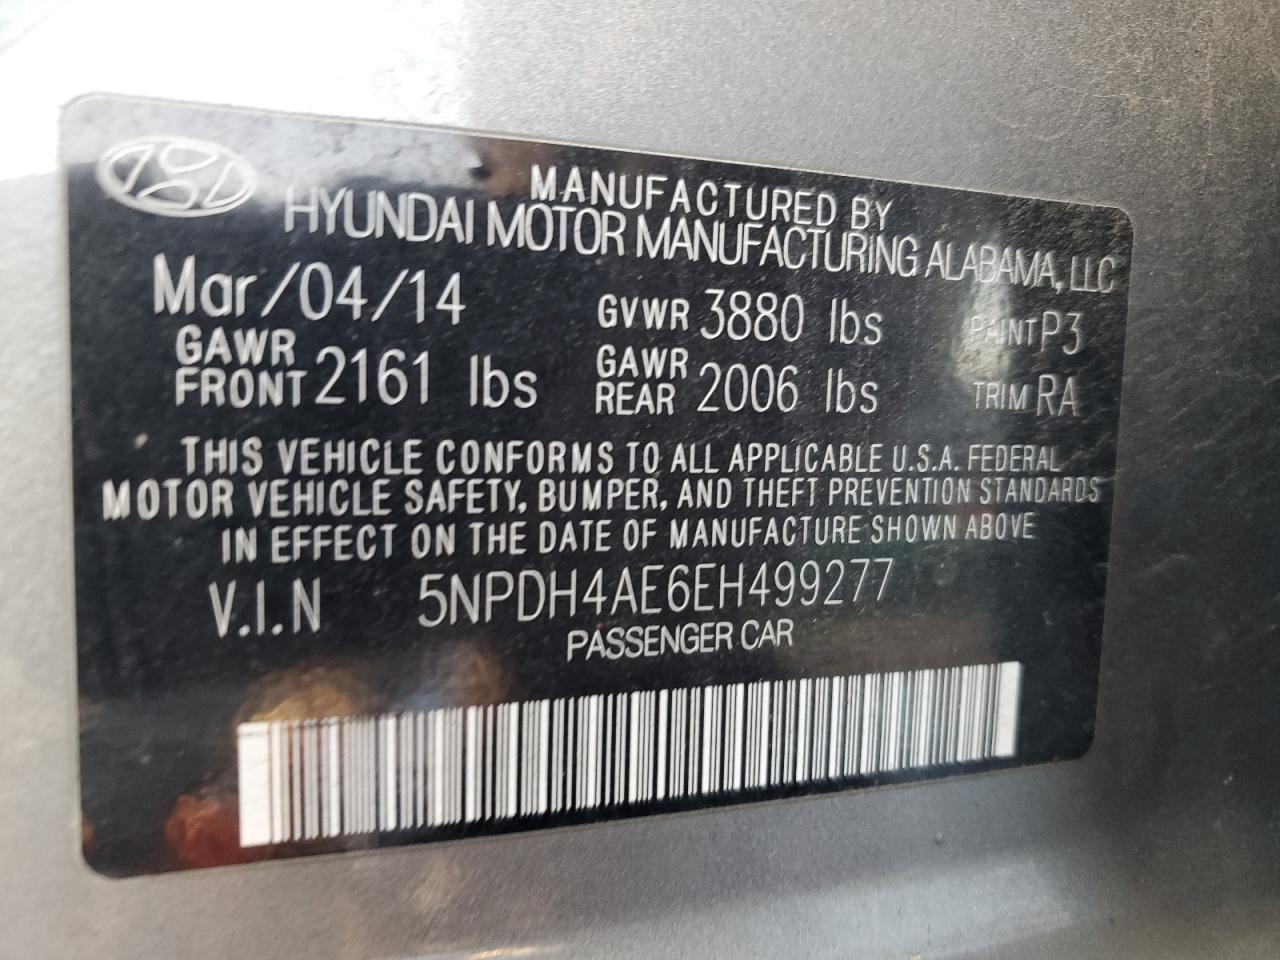 MANUFACTURED BY
HYUNDAI MOTOR MANUFACTURING ALABAMA, LLC
Mar/04/14 GVWR 3880 lbs PAINT P3
GAWR FRONT 2161 lbs GAWR REAR 2006 lbs TRIM RA
THIS VEHICLE CONFORMS TO ALL APPLICABLE U.S.A. FEDERAL
MOTOR VEHICLE SAFETY, BUMPER, AND THEFT PREVENTION STANDARDS
IN EFFECT ON THE DATE OF MANUFACTURE SHOWN ABOVE
V.I.N 5NPDH4AE6EH499277
PASSENGER CAR